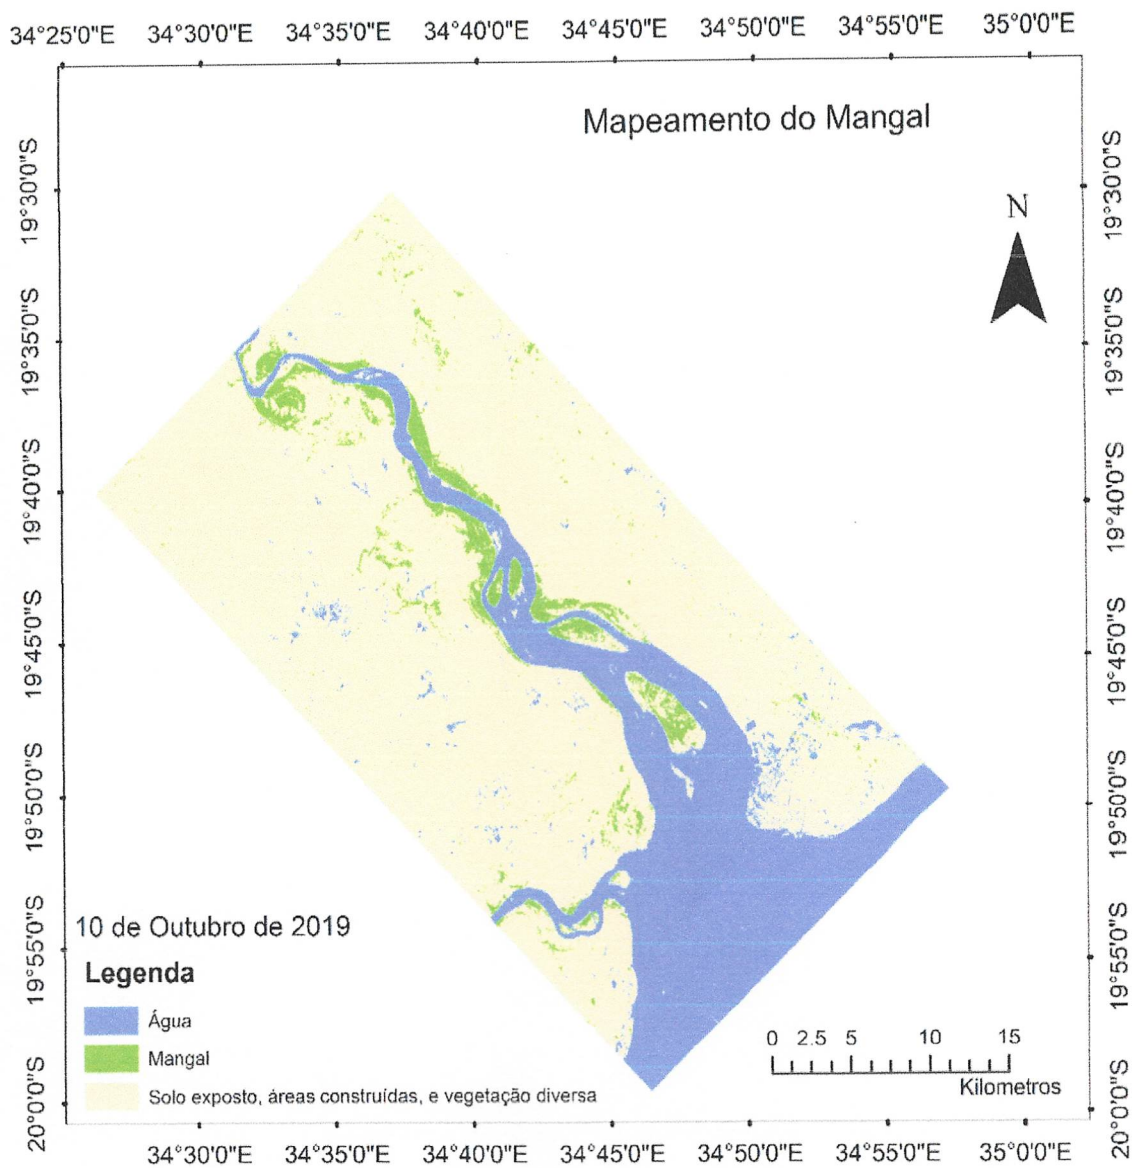 34°25'0"E 34°30'0"E 34°35'0"E 34°40'0"E 34°45'0"E 34°50'0"E 34°55'0"E 35°0'0"E
Mapeamento do Mangal
N
19°30'0"S
19°35'0"S
19°40'0"S
19°45'0"S
19°50'0"S
19°55'0"S
20°0'0"S
19°30'0"S
19°35'0"S
19°40'0"S
19°45'0"S
19°50'0"S
19°55'0"S
20°0'0"S
10 de Outubro de 2019
Legenda
Água
Mangal
Solo exposto, áreas construídas, e vegetação diversa
0 2.5 5 10 15
Kilometros
34°30'0"E 34°35'0"E 34°40'0"E 34°45'0"E 34°50'0"E 34°55'0"E 35°0'0"E